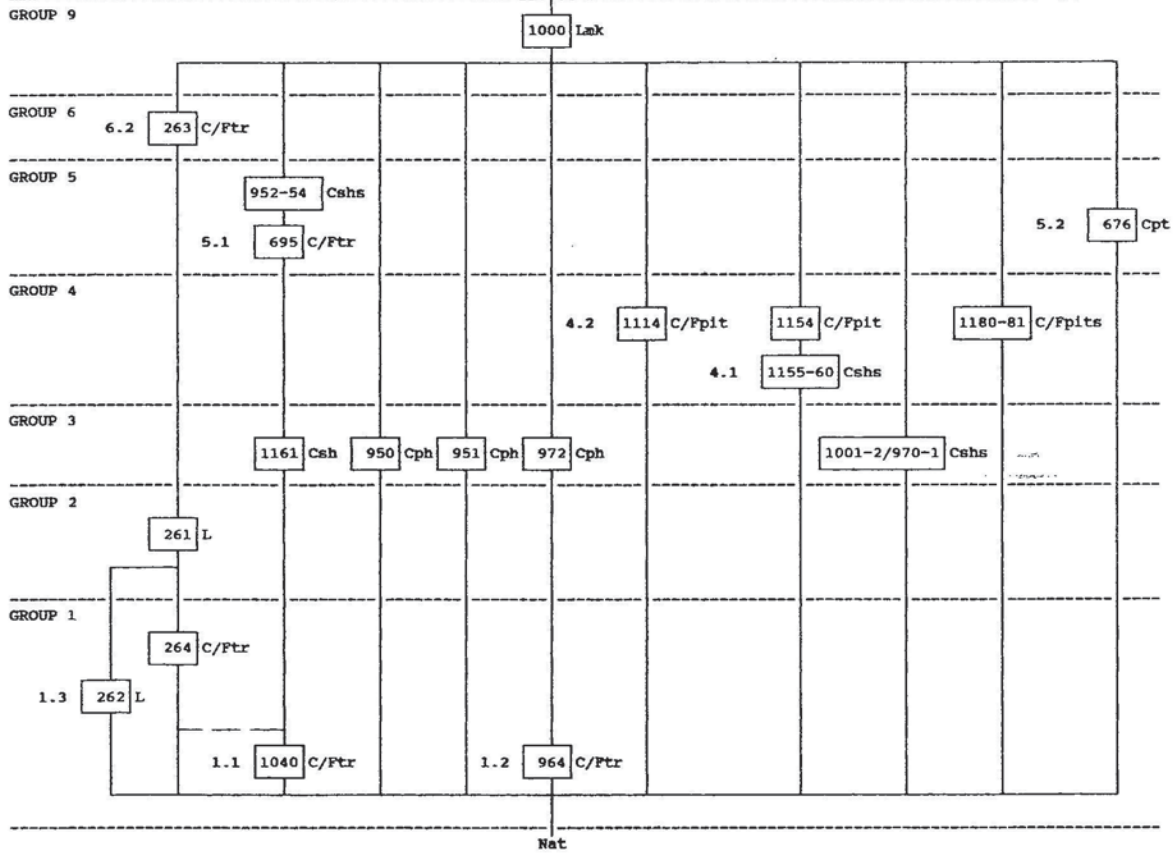 GROUP 9
1000 Lmk
GROUP 6
6.2 263 C/Ftr
GROUP 5
952-54 Cshs
5.2 676 Cpt
5.1 695 C/Ftr
GROUP 4
4.2 1114 C/Fpit 1154 C/Fpit 1180-81 C/Fpits
4.1 1155-60 Cshs
GROUP 3
1161 Csh 950 Cph 951 Cph 972 Cph 1001-2/970-1 Cshs
GROUP 2
261 L
GROUP 1
264 C/Ftr
1.3 262 L
1.1 1040 C/Ftr 1.2 964 C/Ftr
Nat